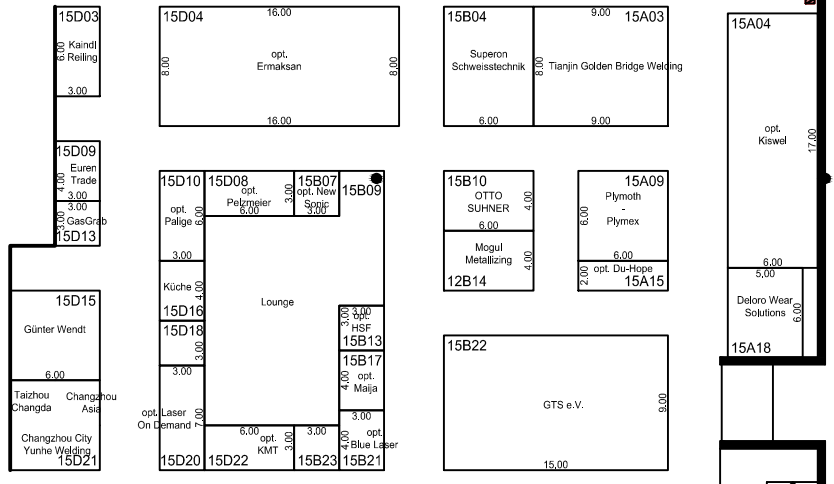 15D03
Kaindl
Reiling
6.00
3.00
15D04
16.00
opt.
Ermaksan
8.00
8.00
16.00
15B04
Superon
Schweisstechnik
6.00
9.00
15A03
8.00
Tianjin Golden Bridge Welding
9.00
15A04
opt.
Kiswel
17.00
6.00
15D09
Euren
Trade
4.00
3.00
3.00
GasGrab
3.00
15D13
15D10
opt.
Palige
6.00
3.00
15D08
opt.
Pelzmeier
3.00
6.00
15B07
opt. New
Sonic
3.00
15B09
15B10
OTTO
SUHNER
4.00
6.00
Mogul
Metallizing
4.00
12B14
15A09
Plymoth
-
Plymex
6.00
6.00
opt. Du-Hope
2.00
15A15
5,00
Deloro Wear
Solutions
6.00
15A18
15D15
Günter Wendt
6.00
Taizhou
Changda
Changzhou
Asia
Changzhou City
Yunhe Welding
15D21
Küche
4.00
15D16
15D18
3.00
3.00
opt. Laser
On Demand
7.00
15D20
Lounge
3.00
3.00
opt.
HSF
15B13
15B17
opt.
Maija
4.00
3.00
opt.
Blue Laser
4.00
15B21
6.00
opt.
KMT
3.00
15D22
3.00
15B23
15B22
GTS e.V.
9.00
15,00